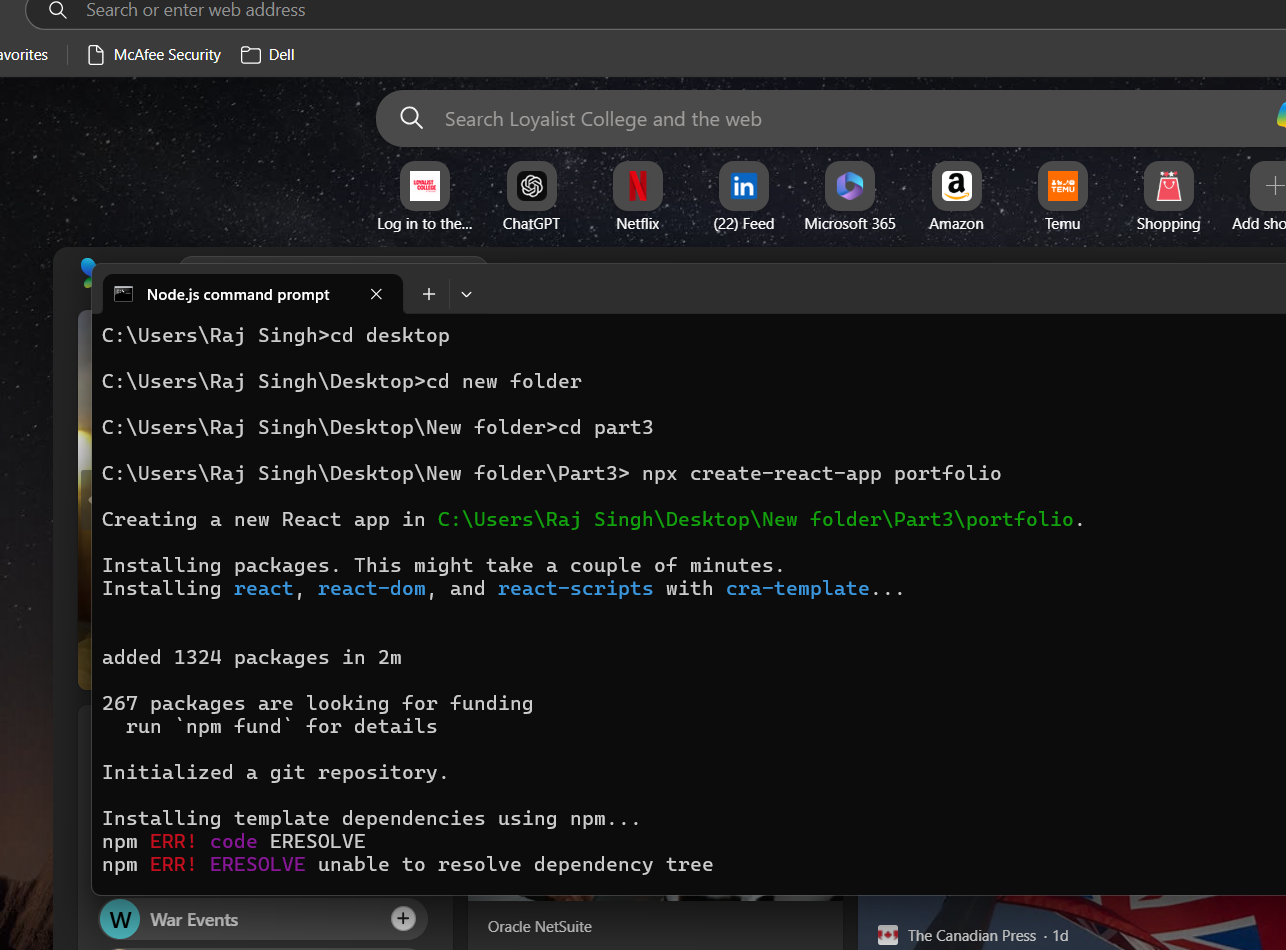 Search or enter web address
avorites
McAfee Security
Dell
Search Loyalist College and the web
LOYALIST
COLLEGE
TEMU
Log in to the...
ChatGPT
Netflix
(22) Feed
Microsoft 365
Amazon
Temu
Shopping
Add sho
Node.js command prompt
C:\Users\Raj Singh>cd desktop
C:\Users\Raj Singh\Desktop>cd new folder
C:\Users\Raj Singh\Desktop\New folder>cd part3
C:\Users\Raj Singh\Desktop\New folder\Part3> npx create-react-app portfolio
Creating a new React app in C:\Users\Raj Singh\Desktop\New folder\Part3\portfolio.
Installing packages. This might take a couple of minutes.
Installing react, react-dom, and react-scripts with cra-template...
added 1324 packages in 2m
267 packages are looking for funding
run `npm fund` for details
Initialized a git repository.
Installing template dependencies using npm...
npm ERR! code ERESOLVE
npm ERR! ERESOLVE unable to resolve dependency tree
W War Events
Oracle NetSuite
The Canadian Press · 1d